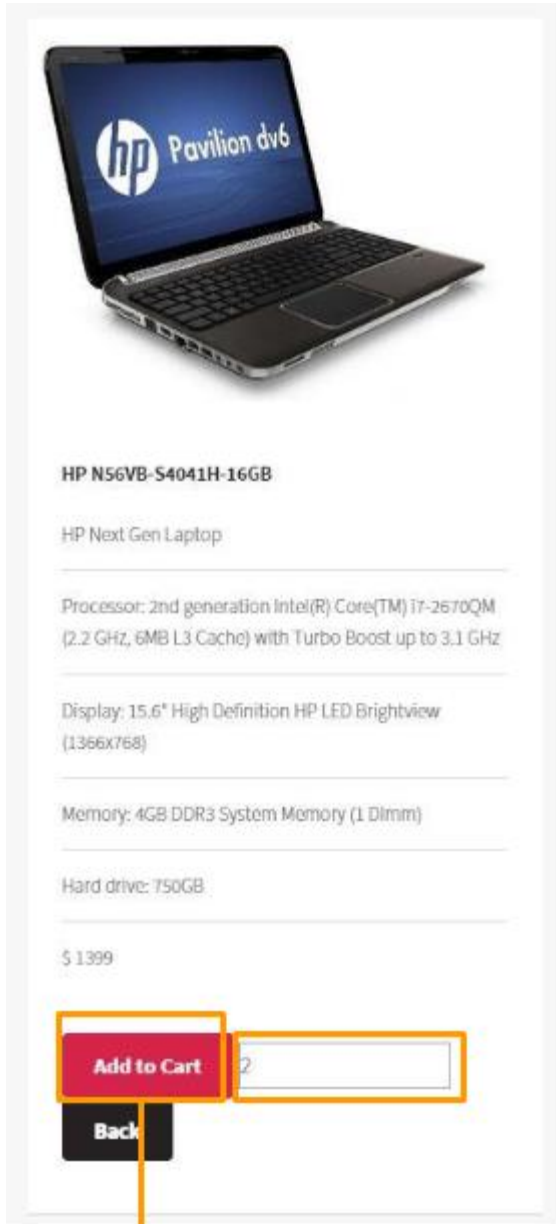 hp Pavilion dv6
HP N56VB-S4041H-16GB
HP Next Gen Laptop
Processor: 2nd generation Intel(R) Core(TM) i7-2670QM
(2.2 GHz, 6MB L3 Cache) with Turbo Boost up to 3.1 GHz
Display: 15.6" High Definition HP LED Brightview
(1366x768)
Memory: 4GB DDR3 System Memory (1 Dimm)
Hard drive: 750GB
$ 1399
Add to Cart 2
Back